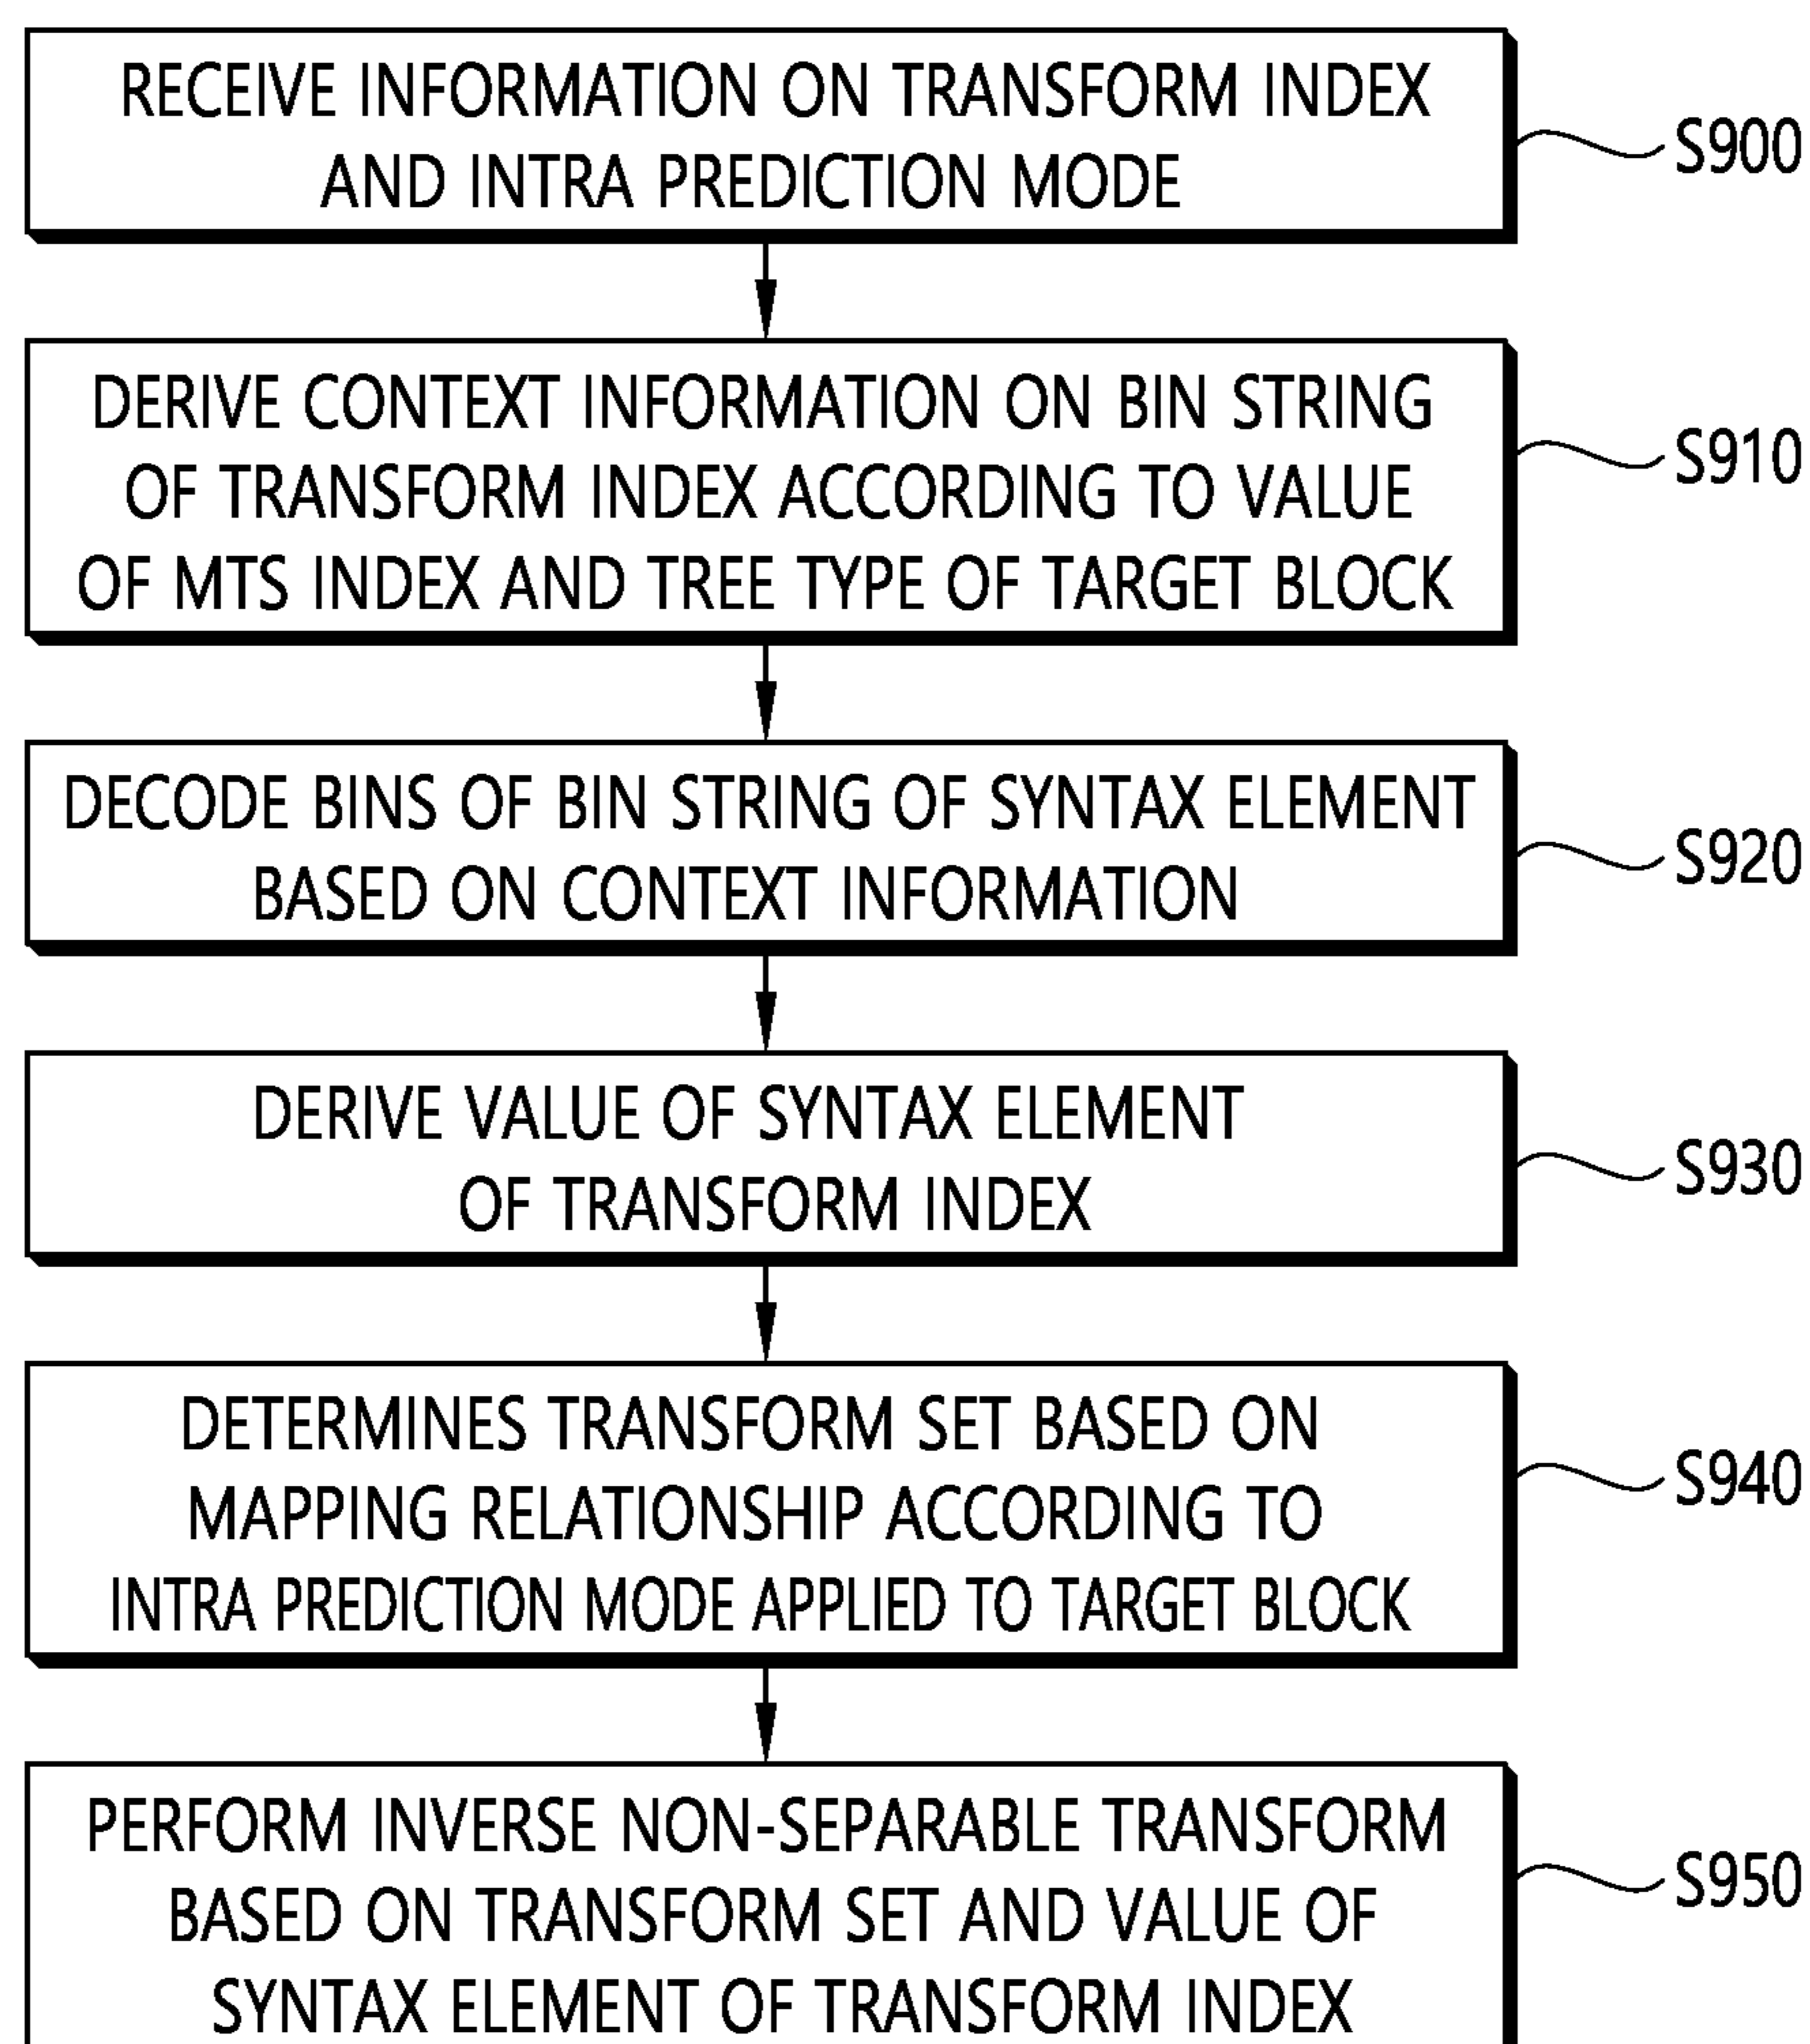 RECEIVE INFORMATION ON TRANSFORM INDEX
AND INTRA PREDICTION MODE
S900
DERIVE CONTEXT INFORMATION ON BIN STRING
OF TRANSFORM INDEX ACCORDING TO VALUE
OF MTS INDEX AND TREE TYPE OF TARGET BLOCK
S910
DECODE BINS OF BIN STRING OF SYNTAX ELEMENT
BASED ON CONTEXT INFORMATION
S920
DERIVE VALUE OF SYNTAX ELEMENT
OF TRANSFORM INDEX
S930
DETERMINES TRANSFORM SET BASED ON
MAPPING RELATIONSHIP ACCORDING TO
INTRA PREDICTION MODE APPLIED TO TARGET BLOCK
S940
PERFORM INVERSE NON-SEPARABLE TRANSFORM
BASED ON TRANSFORM SET AND VALUE OF
SYNTAX ELEMENT OF TRANSFORM INDEX
S950